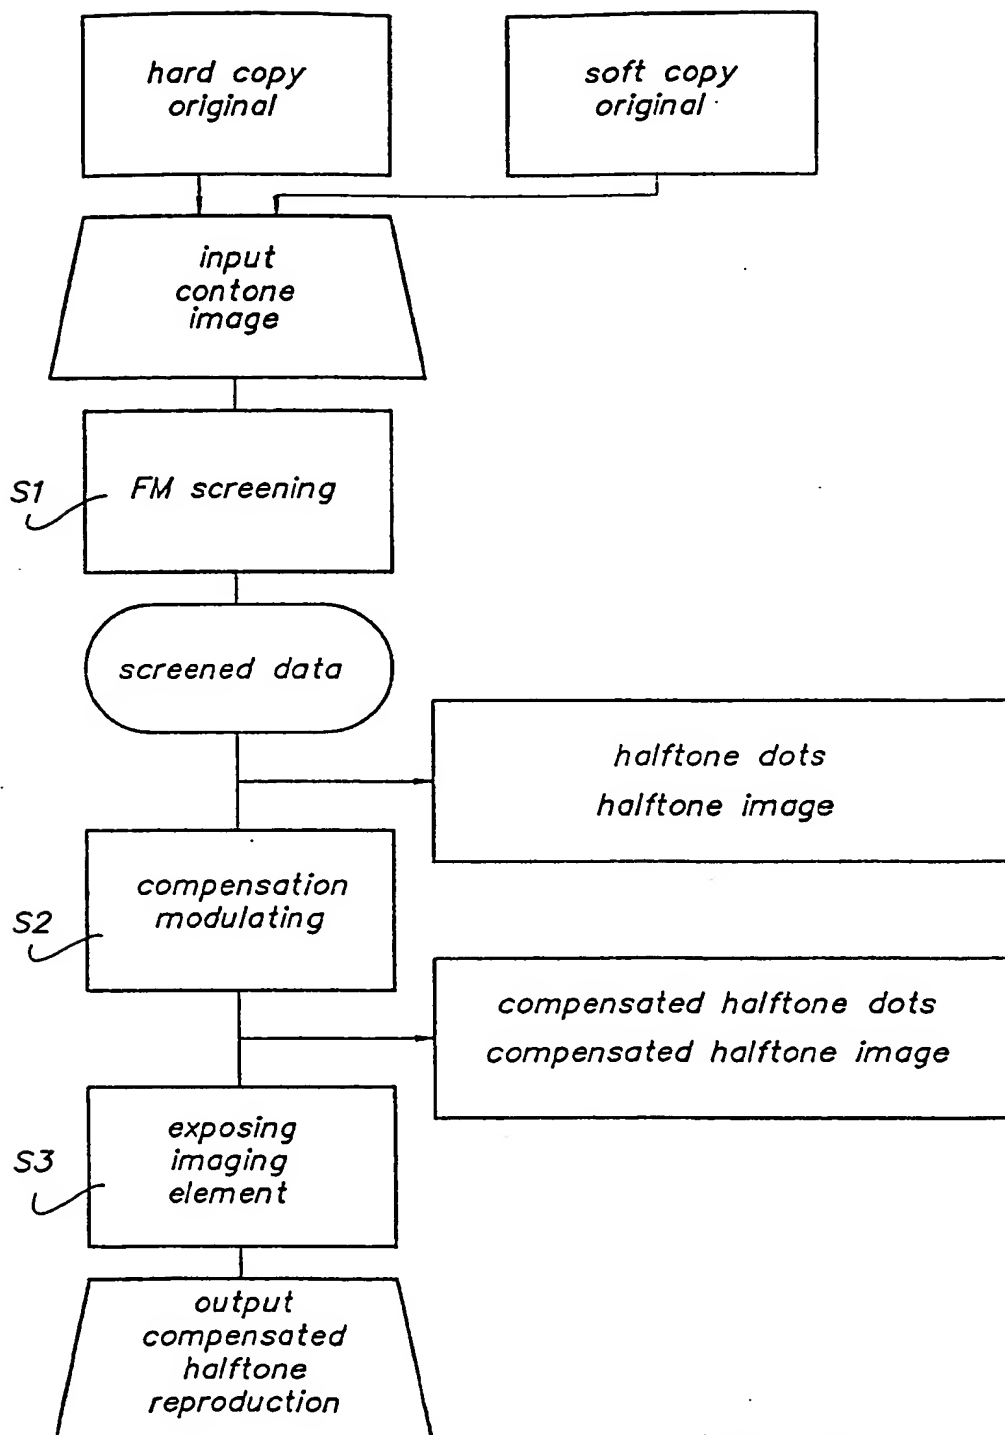 hard copy
original
soft copy
original
input
contone
image
S1
FM screening
screened data
halftone dots
halftone image
S2
compensation
modulating
compensated halftone dots
compensated halftone image
S3
exposing
imaging
element
output
compensated
halftone
reproduction